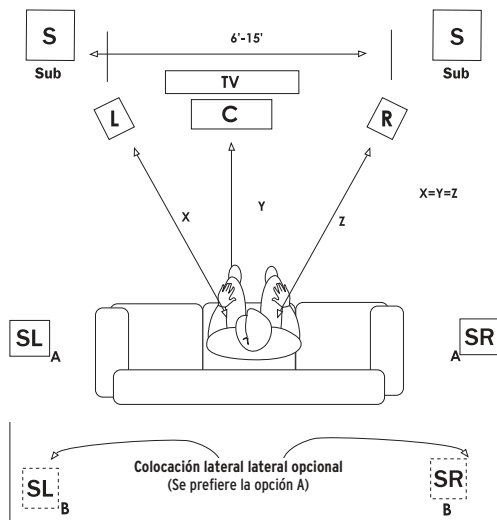 S
6'-15'
S
Sub
TV
Sub
L
C
R
X=Y=Z
X
Y
Z
SL
A
A
SR
Colocación lateral lateral opcional
(Se prefiere la opción A)
SL
B
SR
B